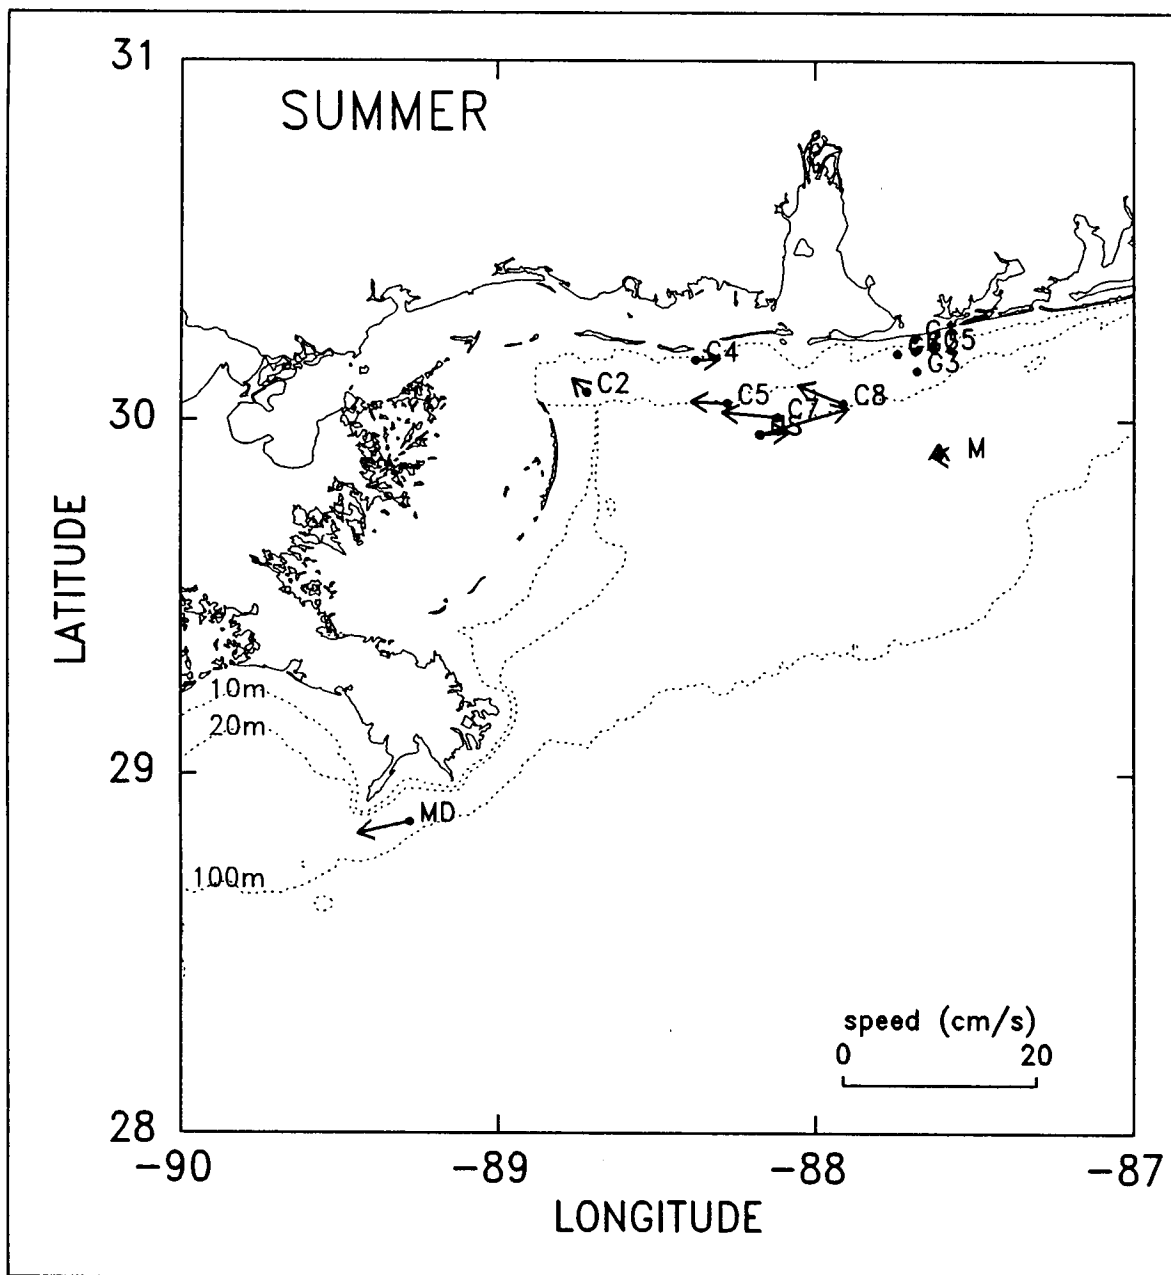 31
SUMMER
C4
G3
C2
C5
C8
C7
30
M
LATITUDE
10m
20m
29
MD
100m
speed (cm/s)
0 20
28
-90 -89 -88 -87
LONGITUDE